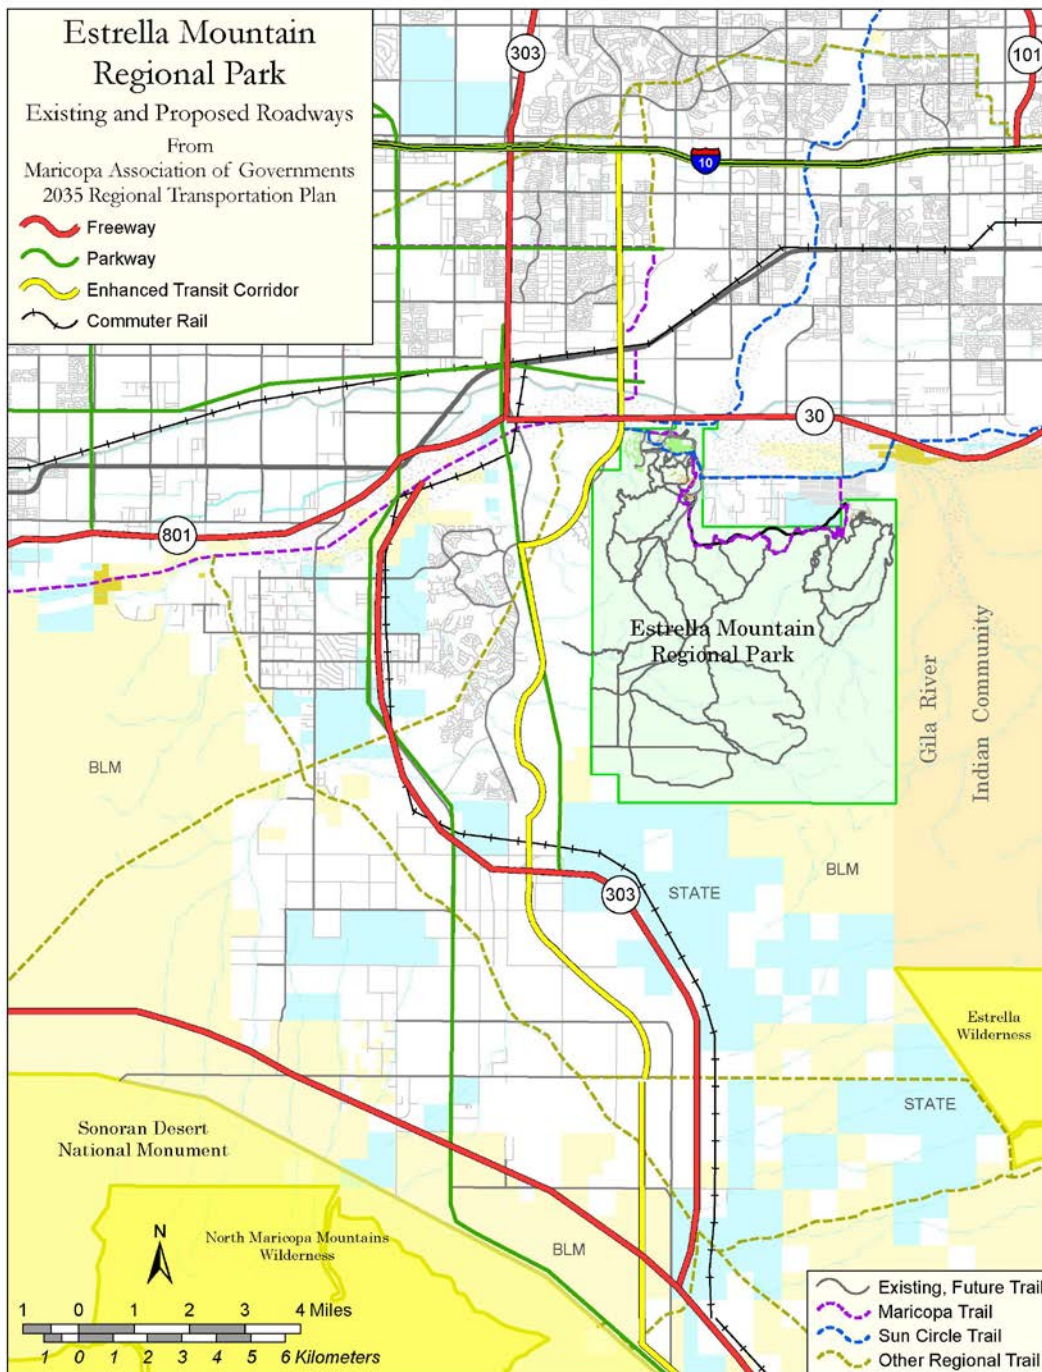 Estrella Mountain
Regional Park
Existing and Proposed Roadways
From
Maricopa Association of Governments
2035 Regional Transportation Plan
Freeway
Parkway
Enhanced Transit Corridor
Commuter Rail
303
101
10
30
801
Estrella Mountain
Regional Park
Gila River
Indian Community
BLM
BLM
STATE
303
Estrella
Wilderness
STATE
Sonoran Desert
National Monument
North Maricopa Mountains
Wilderness
BLM
N
1 0 1 2 3 4 Miles
1 0 1 2 3 4 5 6 Kilometers
Existing, Future Trail
Maricopa Trail
Sun Circle Trail
Other Regional Trail